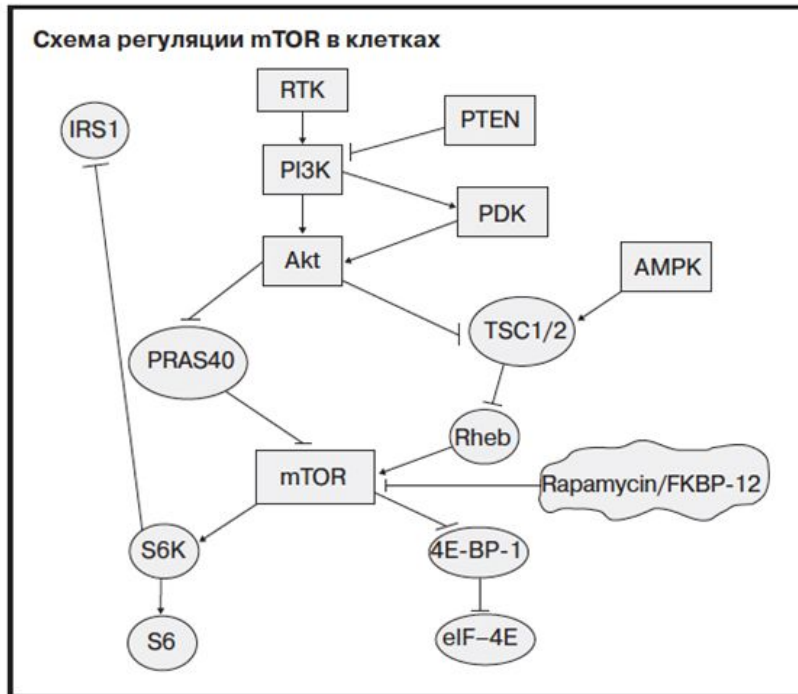 Схема регуляции mTOR в клетках
RTK
IRS1
PTEN
PI3K
PDK
Akt
AMPK
TSC1/2
PRAS40
Rheb
mTOR
Rapamycin/FKBP-12
S6K
4E-BP-1
S6
eIF–4E